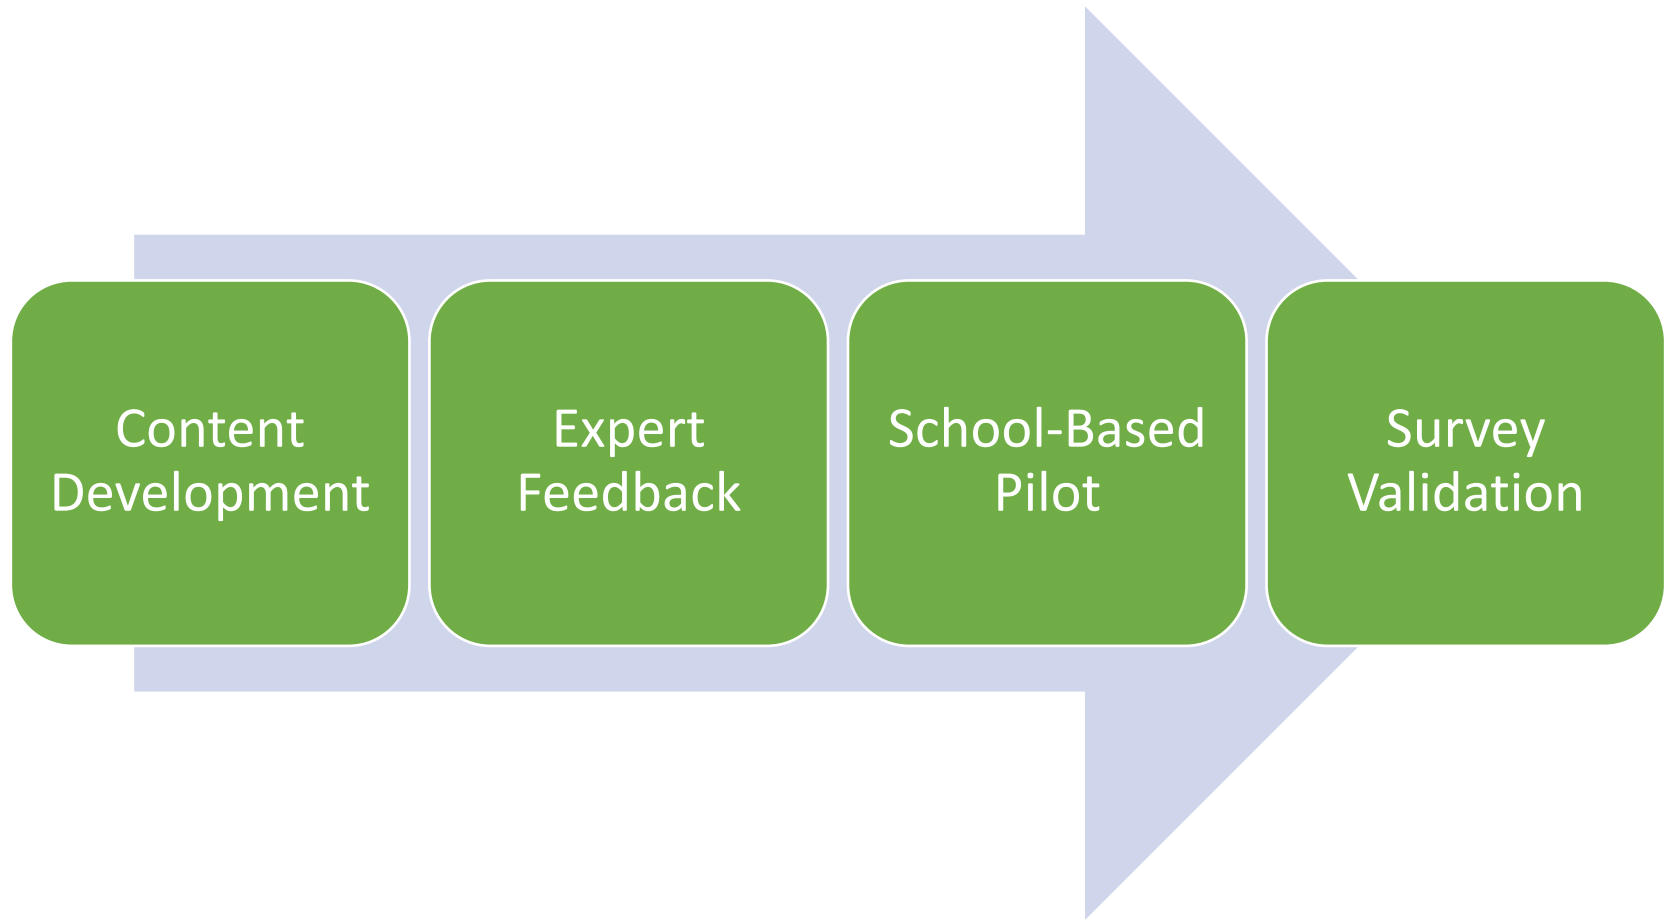 Content
Development
Expert
Feedback
School-Based
Pilot
Survey
Validation